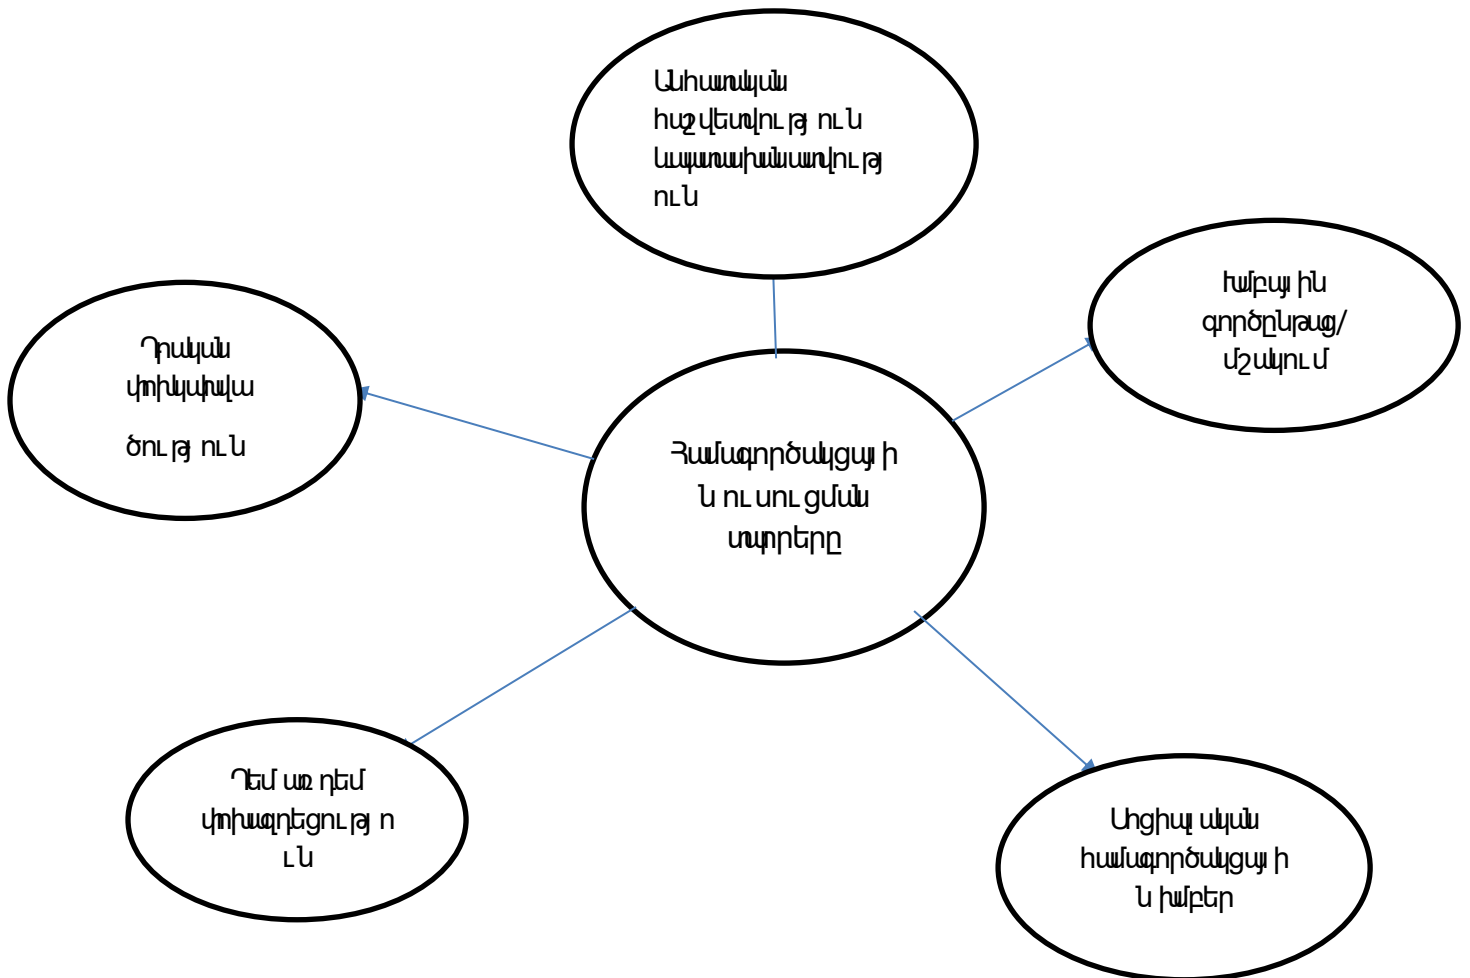 Անհատական
հաշվետվություն
ևպատասխանատվությ
ուն
Խմբային
գործընթաց/
մշակում
Դրական
փոխկախվա
ծություն
Համագործակցայի
ն ուսուցման
տարրերը
Դեմ առ դեմ
փոխազդեցությո
ւն
Սոցիալական
համագործակցայի
ն խմբեր